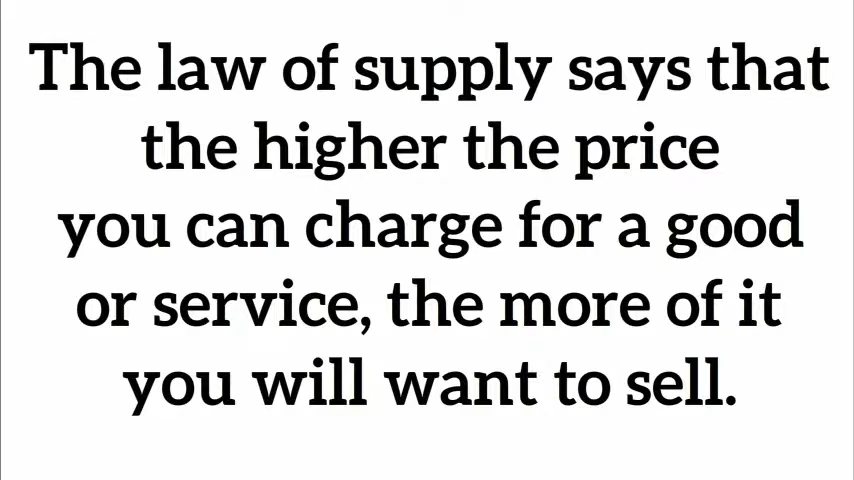 The law of supply says that
the higher the price
you can charge for a good
or service, the more of it
you will want to sell.